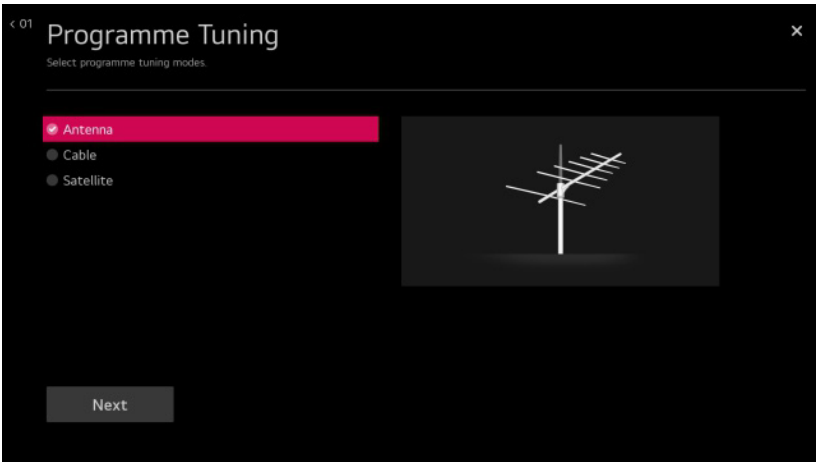 < 01
Programme Tuning
Select programme tuning modes.
Antenna
Cable
Satellite
Next